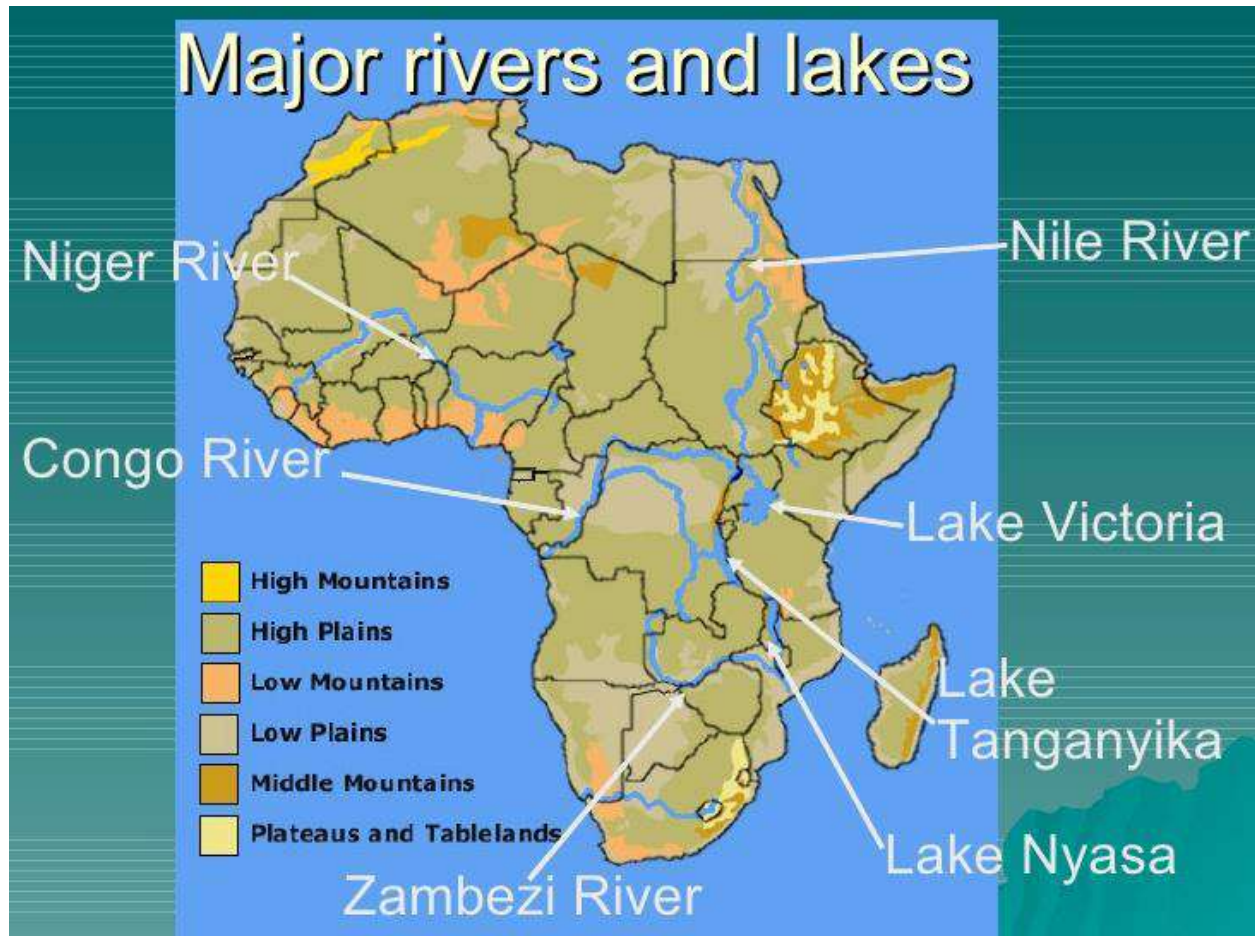 Major rivers and lakes
Niger River
Nile River
Congo River
Lake Victoria
High Mountains
High Plains
Low Mountains
Low Plains
Middle Mountains
Plateaus and Tablelands
Lake
Tanganyika
Lake Nyasa
Zambezi River